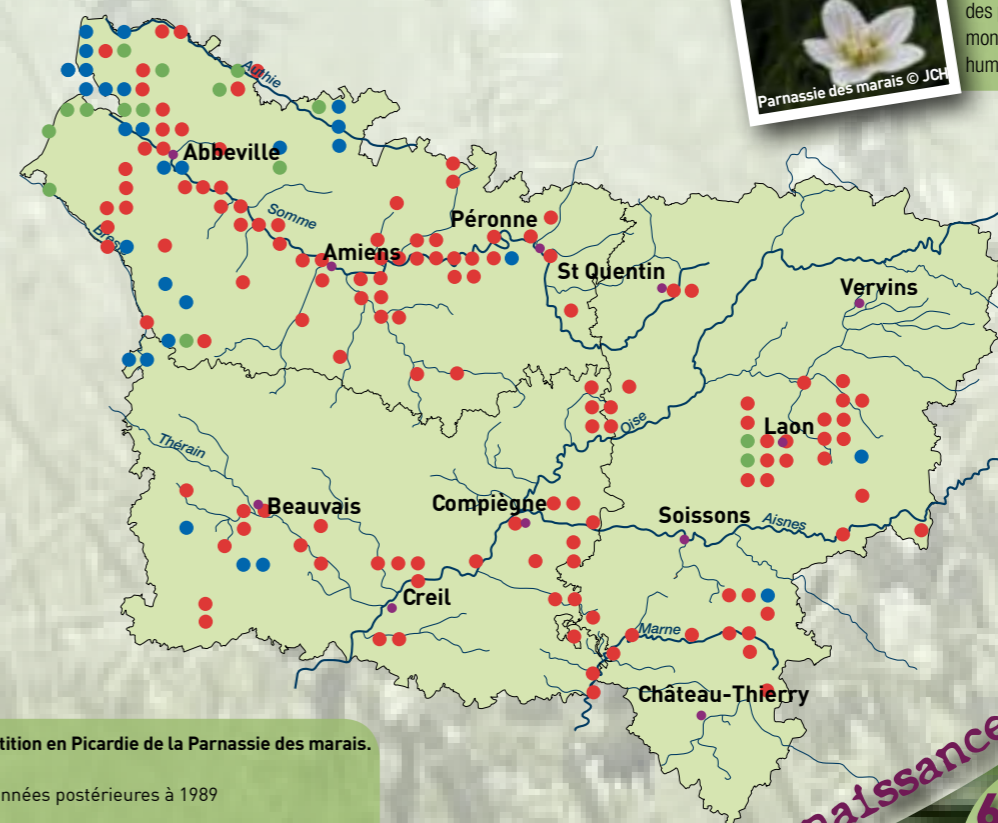 des
mon
hum
Parnassie des marais © JCH
Authie
Abbeville
Somme
Péronne
Amiens
St Quentin
Vervins
Oise
Laon
Thérain
Beauvais
Compiègne
Soissons
Aisnes
Creil
Marne
Château-Thierry
tition en Picardie de la Parnassie des marais.
nnées postérieures à 1989
naissance
6